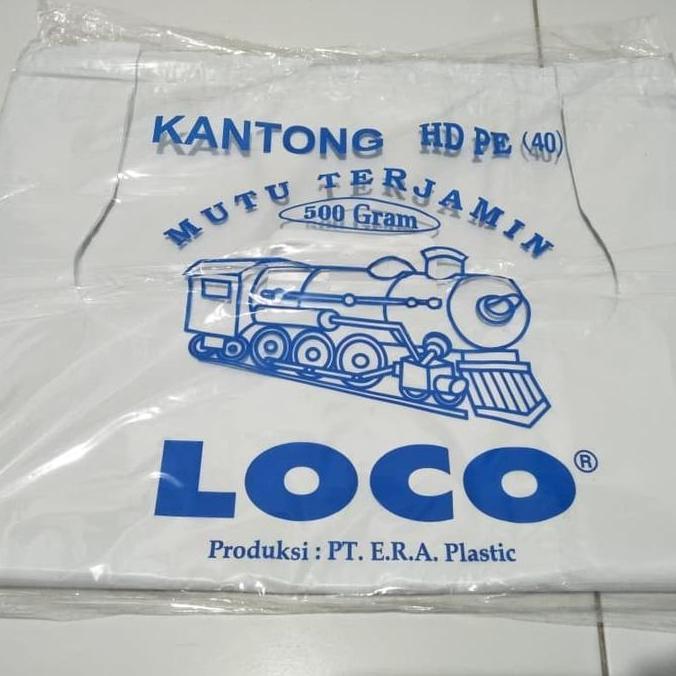 KANTONG HD PE (40)
MUTU TERJAMIN
500 Gram
LOCO®
Produksi : PT. E.R.A. Plastic